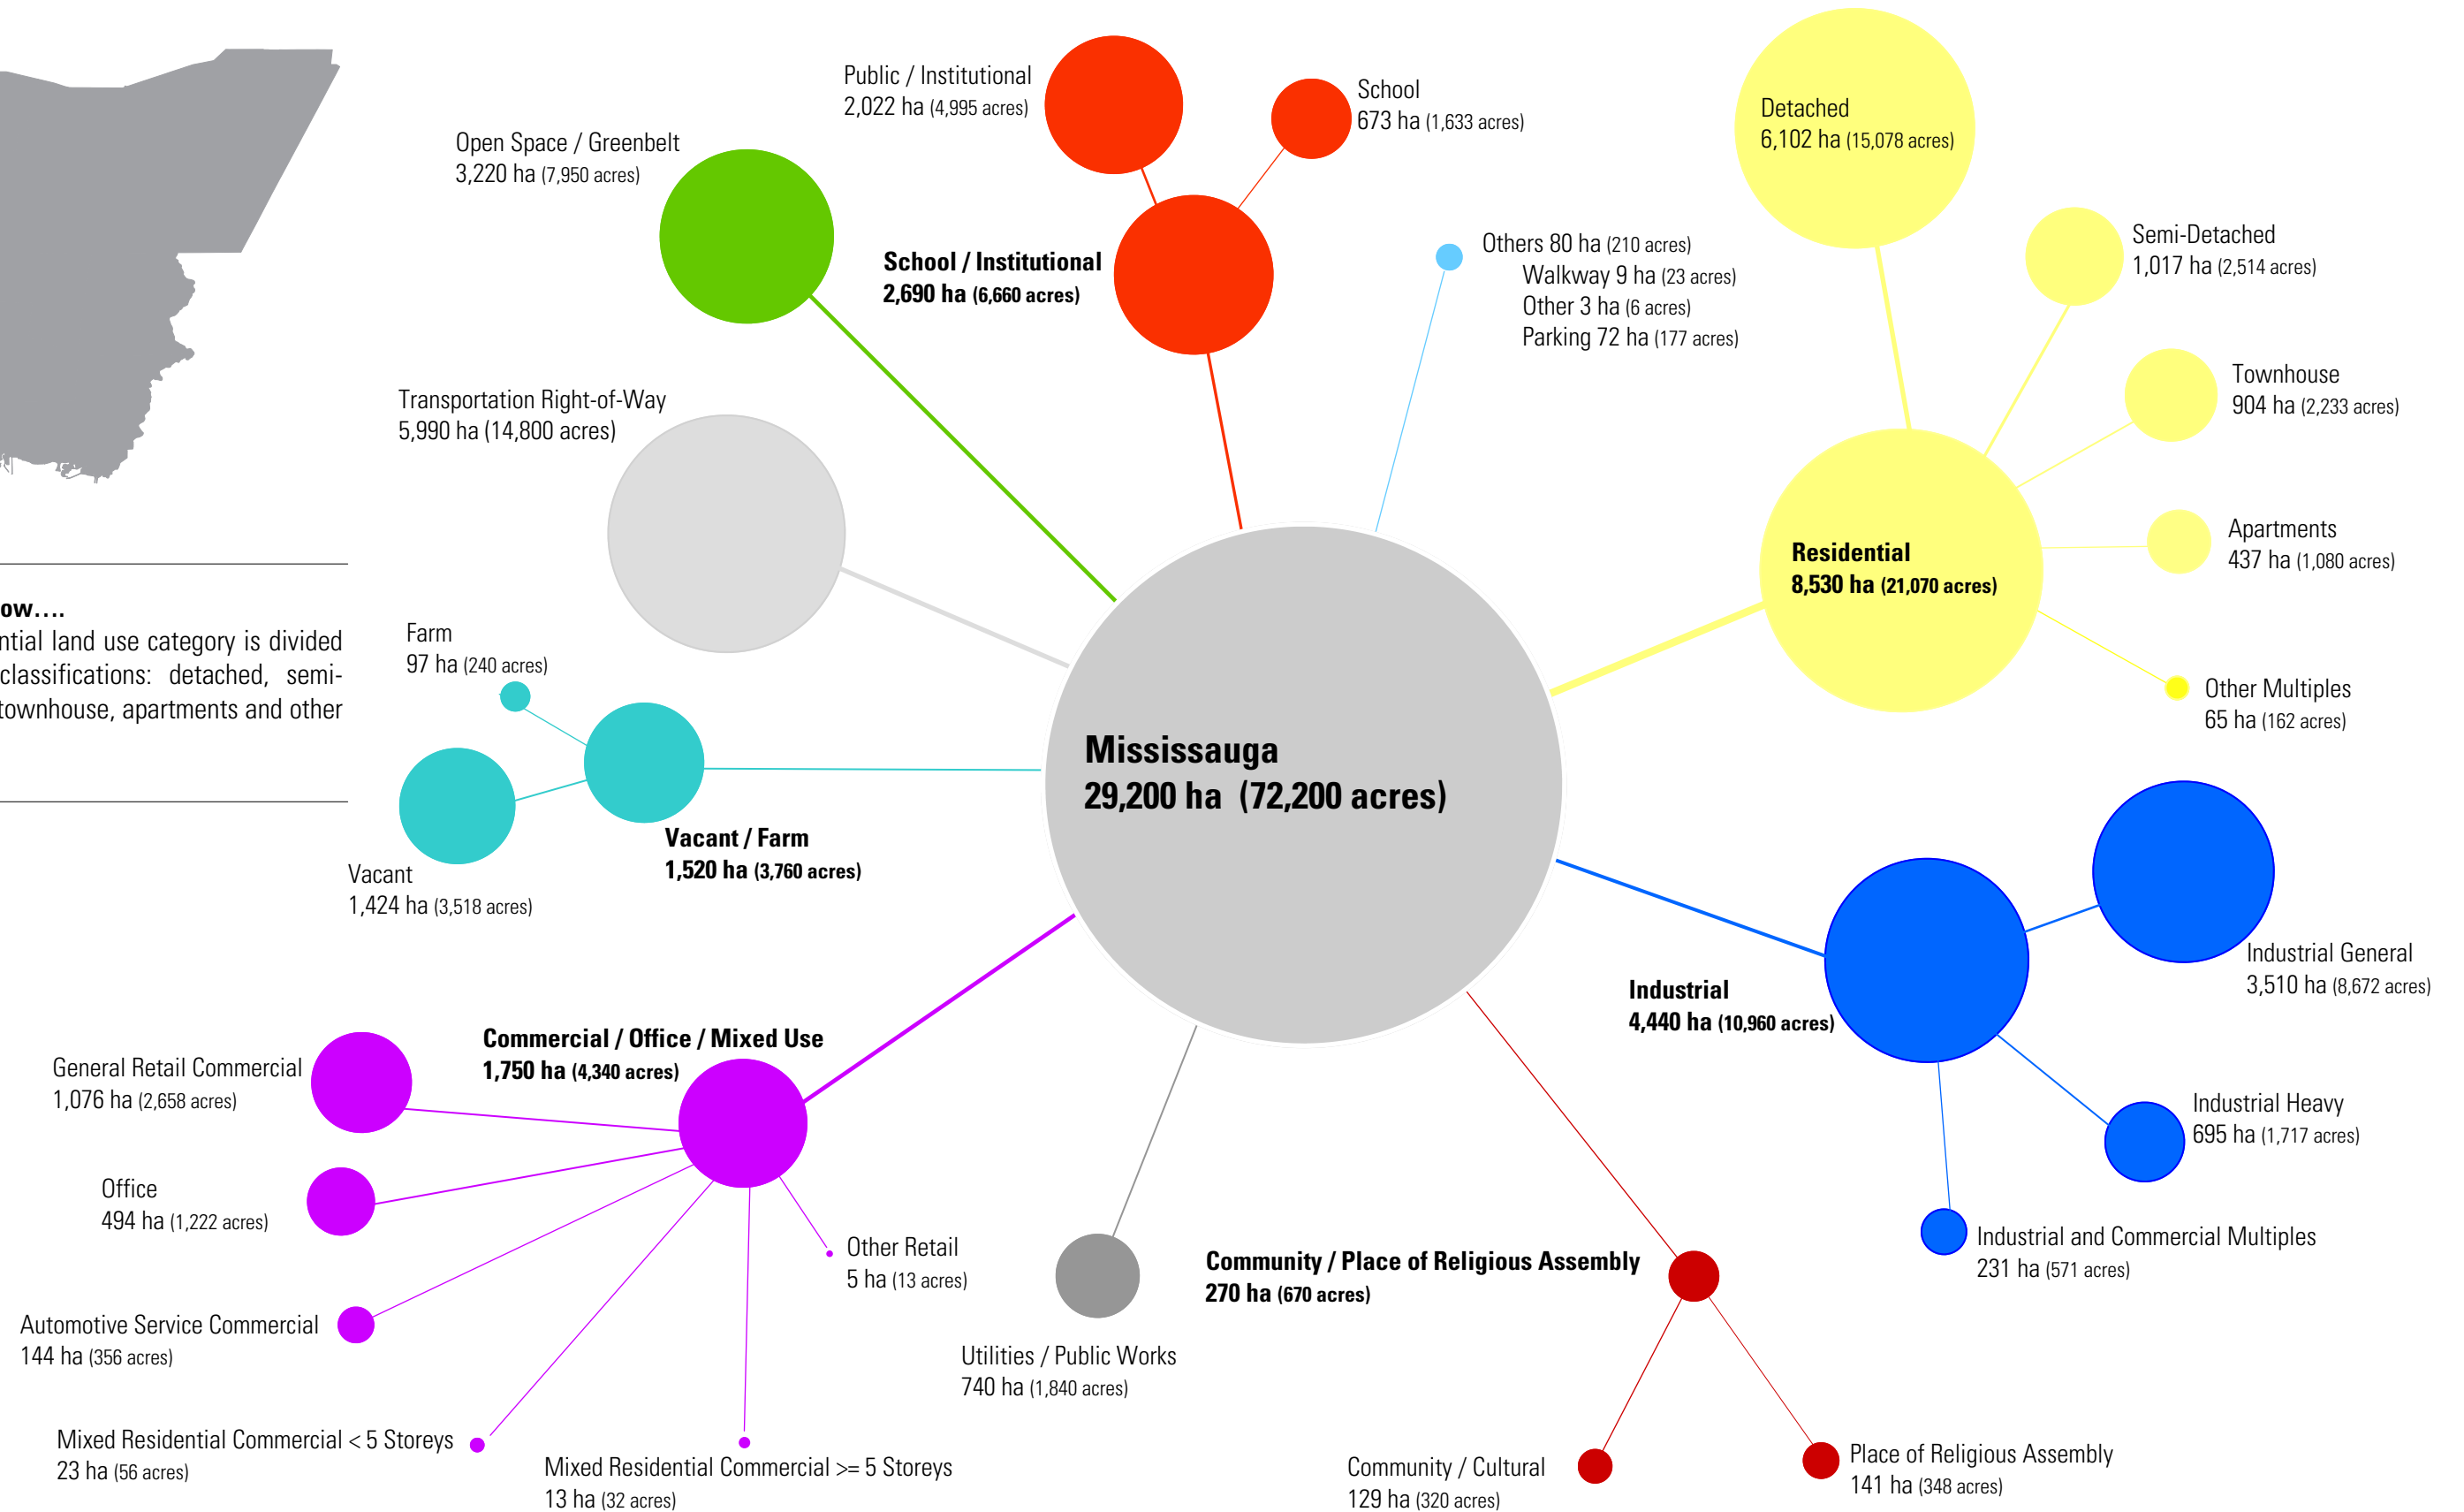 Public / Institutional
2,022 ha (4,995 acres)
School
673 ha (1,633 acres)
Detached
6,102 ha (15,078 acres)
Open Space / Greenbelt
3,220 ha (7,950 acres)
School / Institutional
2,690 ha (6,660 acres)
Others 80 ha (210 acres)
Walkway 9 ha (23 acres)
Other 3 ha (6 acres)
Parking 72 ha (177 acres)
Semi-Detached
1,017 ha (2,514 acres)
Townhouse
904 ha (2,233 acres)
Transportation Right-of-Way
5,990 ha (14,800 acres)
Apartments
437 ha (1,080 acres)
Residential
8,530 ha (21,070 acres)
ow....
ntial land use category is divided
classifications: detached, semi-
townhouse, apartments and other
Farm
97 ha (240 acres)
Other Multiples
65 ha (162 acres)
Mississauga
29,200 ha (72,200 acres)
Vacant / Farm
1,520 ha (3,760 acres)
Vacant
1,424 ha (3,518 acres)
Industrial General
3,510 ha (8,672 acres)
Industrial
4,440 ha (10,960 acres)
Commercial / Office / Mixed Use
1,750 ha (4,340 acres)
General Retail Commercial
1,076 ha (2,658 acres)
Industrial Heavy
695 ha (1,717 acres)
Office
494 ha (1,222 acres)
Other Retail
5 ha (13 acres)
Community / Place of Religious Assembly
270 ha (670 acres)
Industrial and Commercial Multiples
231 ha (571 acres)
Automotive Service Commercial
144 ha (356 acres)
Utilities / Public Works
740 ha (1,840 acres)
Mixed Residential Commercial < 5 Storeys
23 ha (56 acres)
Mixed Residential Commercial >= 5 Storeys
13 ha (32 acres)
Community / Cultural
129 ha (320 acres)
Place of Religious Assembly
141 ha (348 acres)